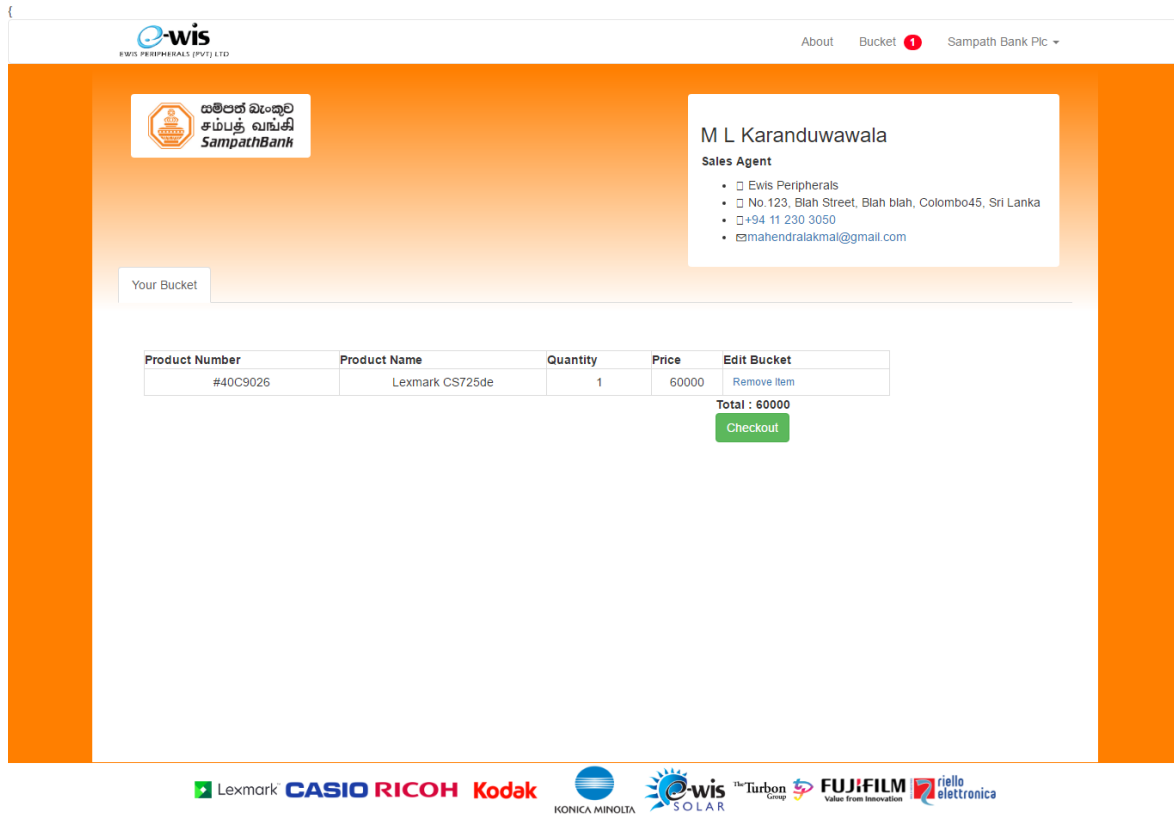 {
e-wis
EWIS PERIPHERALS (PVT) LTD
About Bucket 1 Sampath Bank Plc
සම්පත් බැංකුව
சம்பத் வங்கி
SampathBank
M L Karanduwawala
Sales Agent
Ewis Peripherals
No.123, Blah Street, Blah blah, Colombo45, Sri Lanka
+94 11 230 3050
mahendralakmal@gmail.com
Your Bucket
Product Number Product Name Quantity Price Edit Bucket
#40C9026 Lexmark CS725de 1 60000 Remove Item
Total : 60000
Checkout
Lexmark CASIO RICOH Kodak KONICA MINOLTA e-wis SOLAR The Turbon Group FUJIFILM Value from Innovation riello elettronica